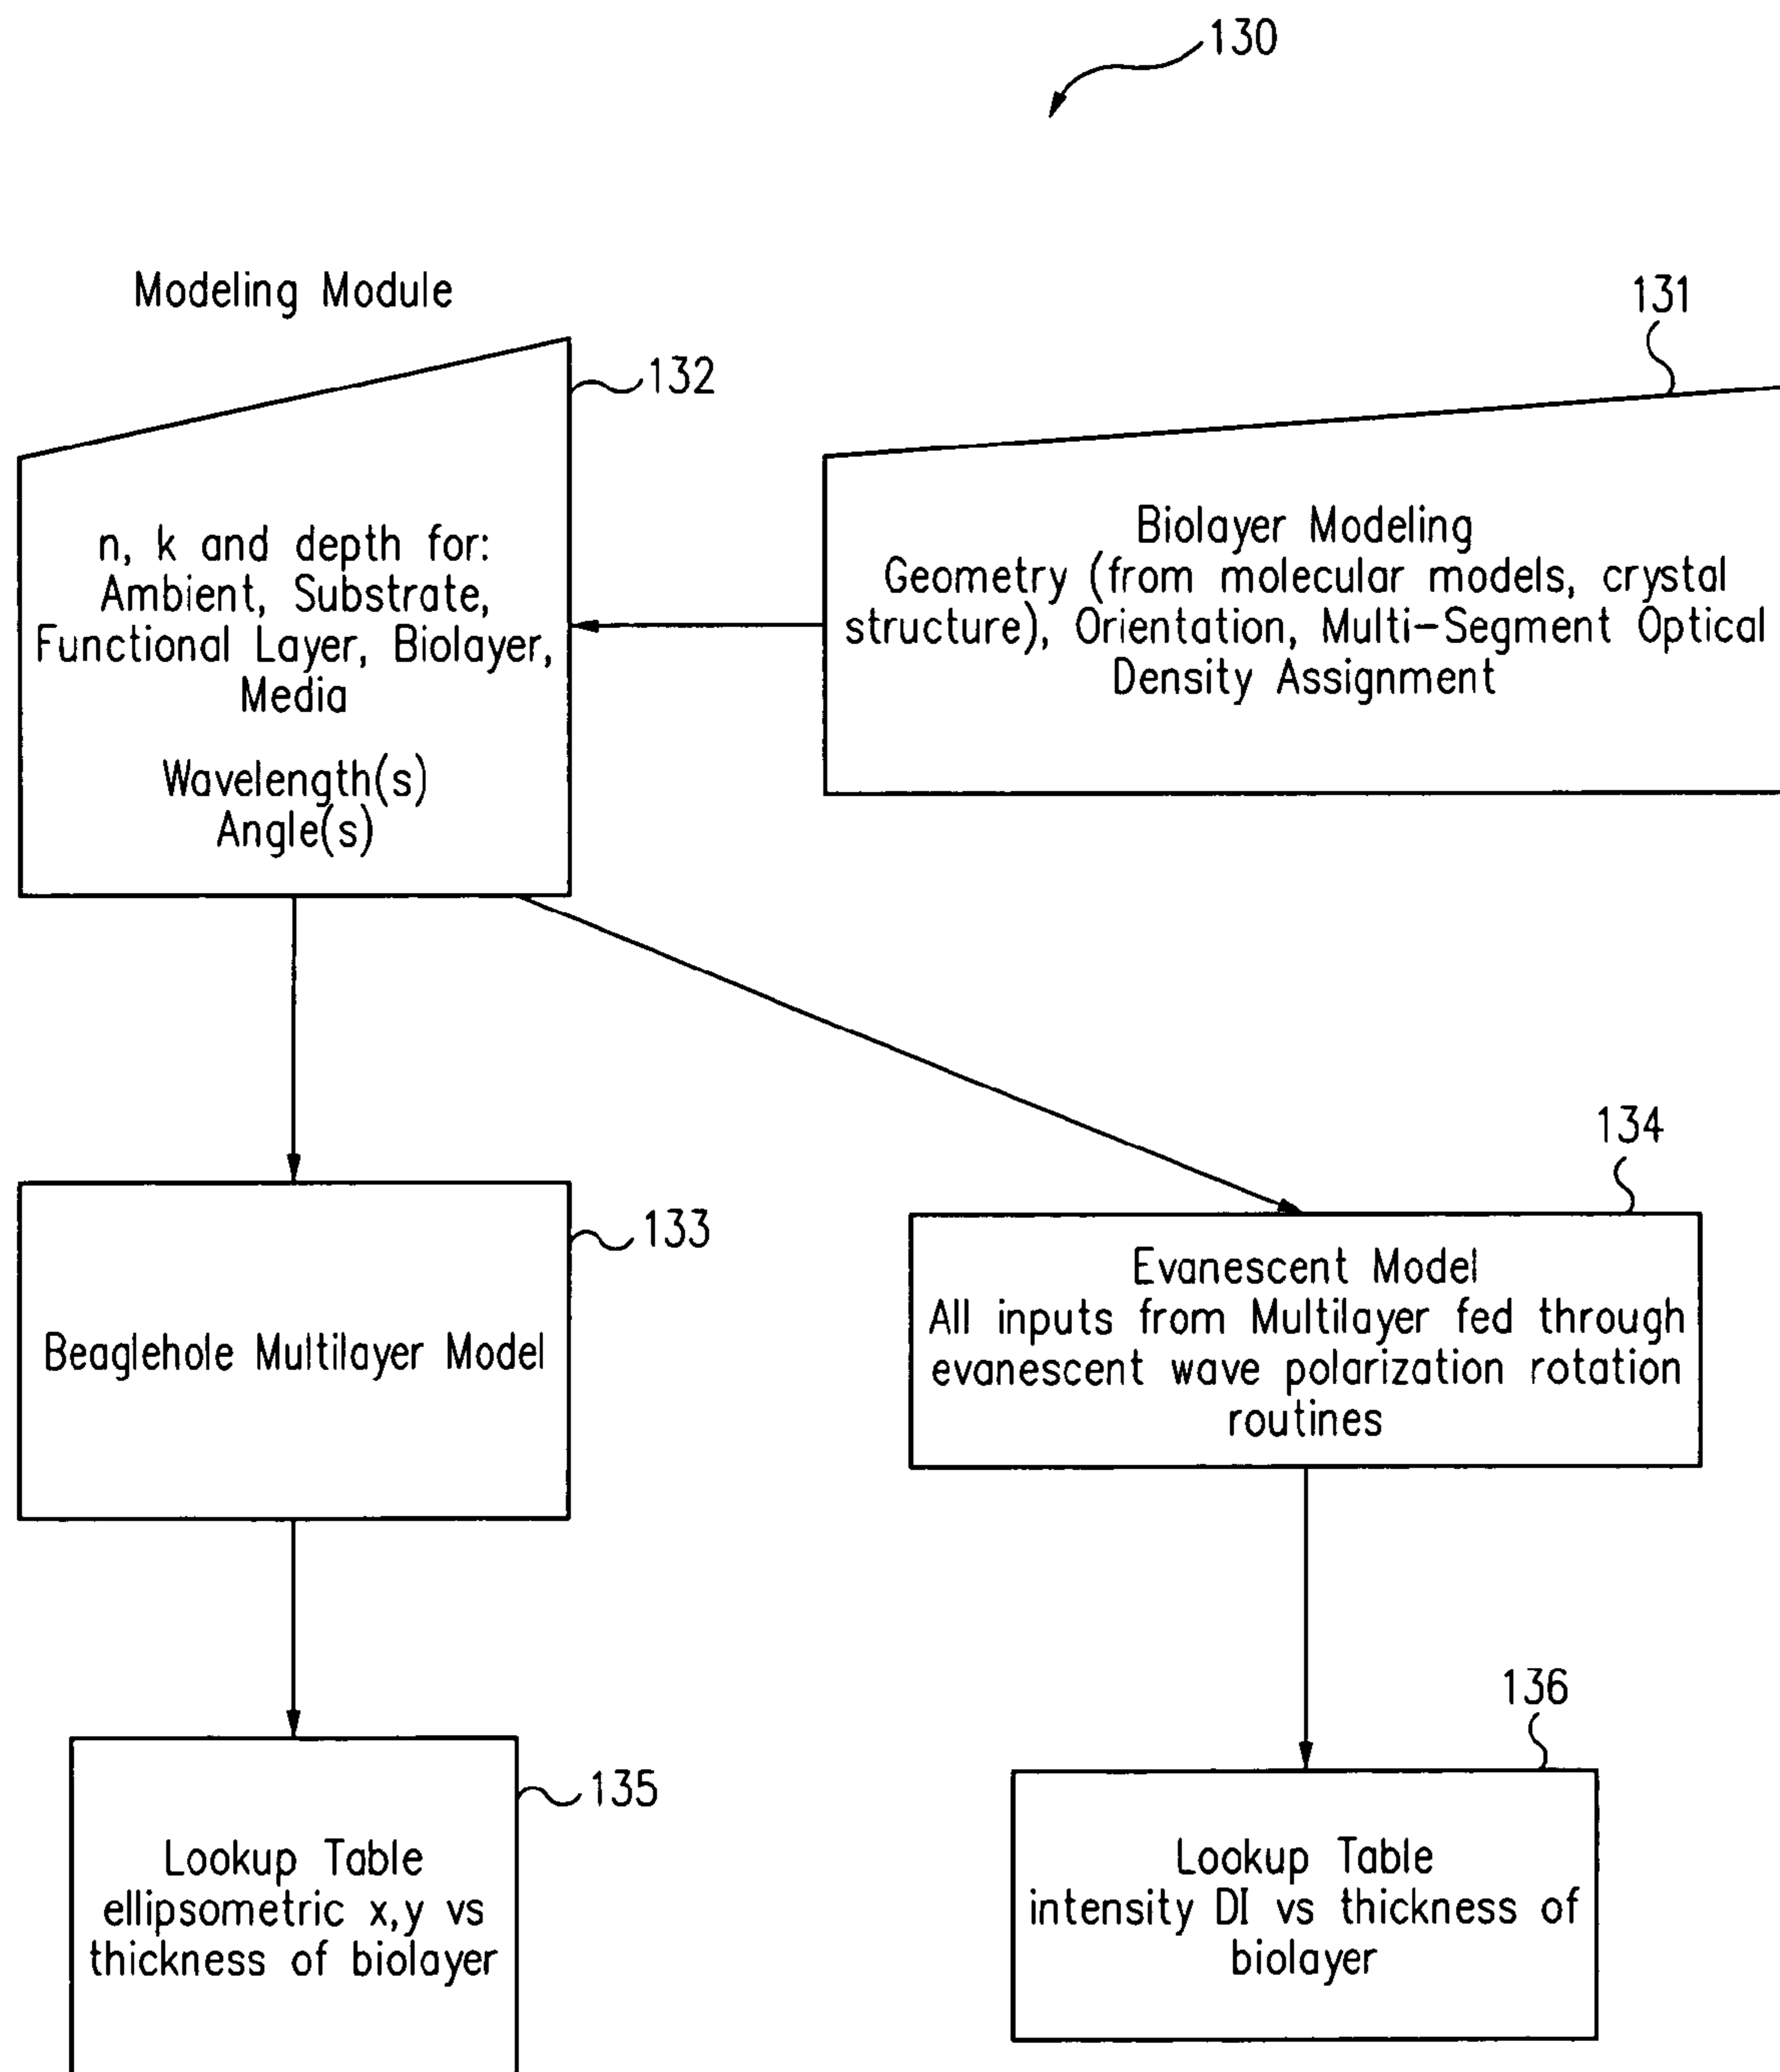 130
Modeling Module
131
132
n, k and depth for:
Ambient, Substrate,
Functional Layer, Biolayer,
Media
Wavelength(s)
Angle(s)
Biolayer Modeling
Geometry (from molecular models, crystal
structure), Orientation, Multi-Segment Optical
Density Assignment
133
Beaglehole Multilayer Model
134
Evanescent Model
All inputs from Multilayer fed through
evanescent wave polarization rotation
routines
135
Lookup Table
ellipsometric x,y vs
thickness of biolayer
136
Lookup Table
intensity DI vs thickness of
biolayer